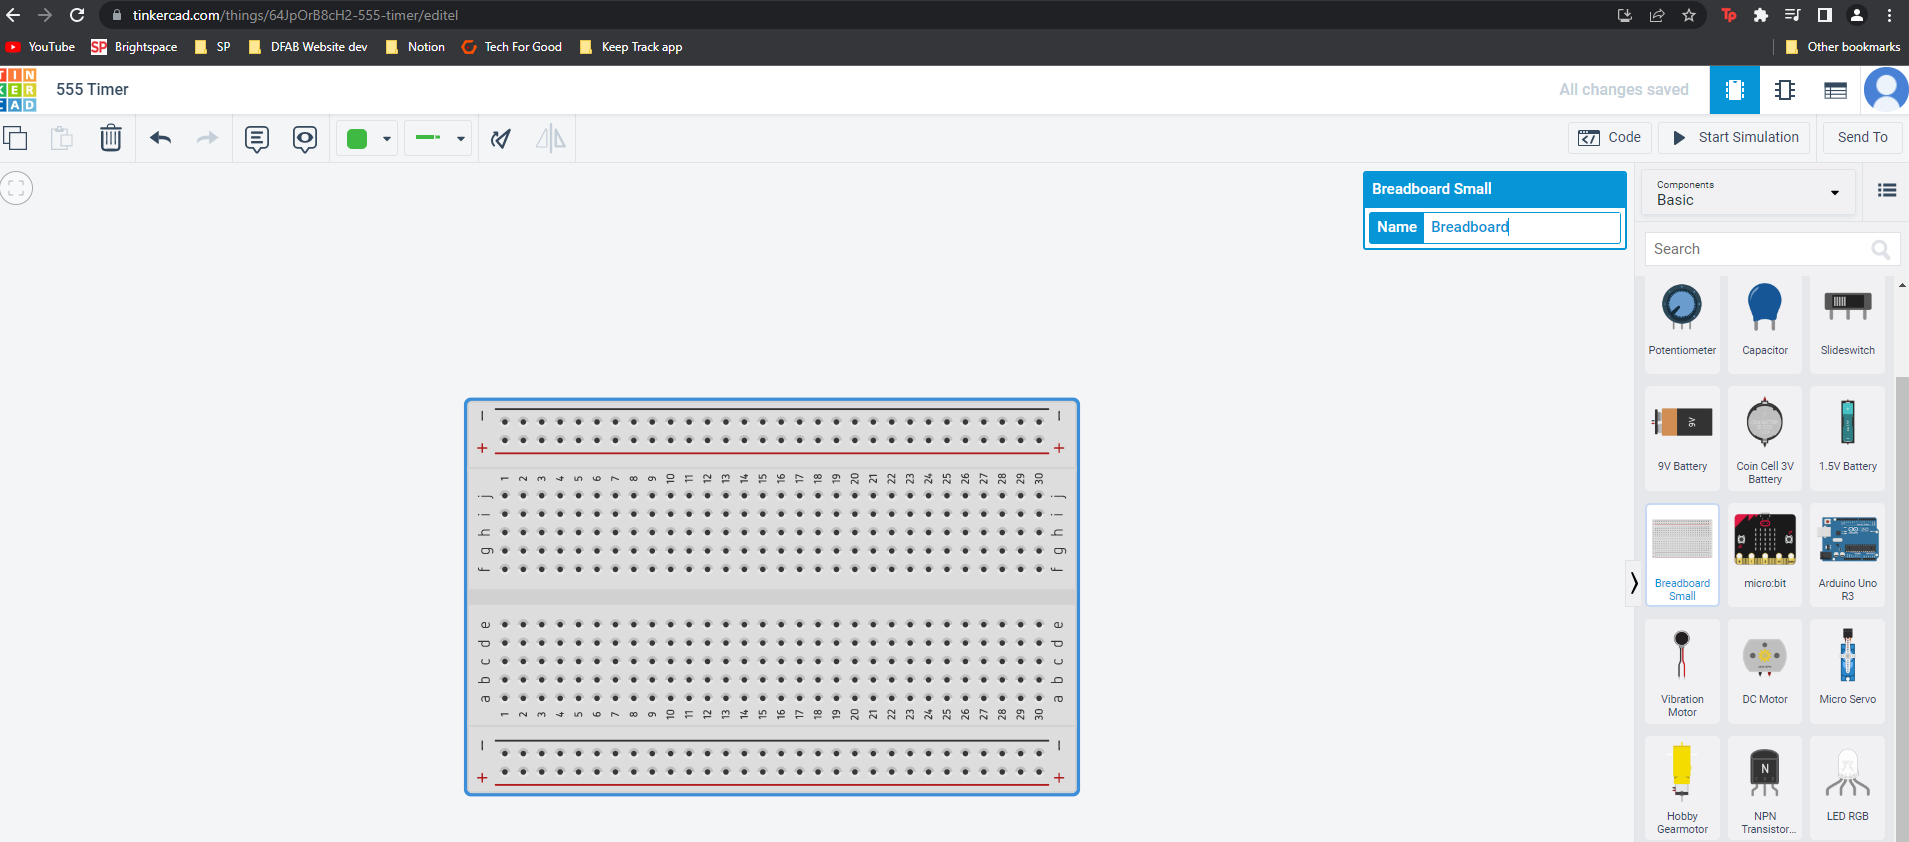 tinkercad.com/things/64JpOrB8cH2-555-timer/editel
Tp
YouTube SP Brightspace SP DFAB Website dev Notion Tech For Good Keep Track app Other bookmarks
TIN
KER
CAD
555 Timer
All changes saved
Code Start Simulation Send To
Breadboard Small
Name Breadboard
Components
Basic
Search
Potentiometer Capacitor Slideswitch
9V
9V Battery Coin Cell 3V Battery 1.5V Battery
Breadboard Small micro:bit Arduino Uno R3
Vibration Motor DC Motor Micro Servo
N
Hobby Gearmotor NPN Transistor... LED RGB
− −
+ +
1 2 3 4 5 6 7 8 9 10 11 12 13 14 15 16 17 18 19 20 21 22 23 24 25 26 27 28 29 30
j j
i i
h h
g g
f f
e e
d d
c c
b b
a a
1 2 3 4 5 6 7 8 9 10 11 12 13 14 15 16 17 18 19 20 21 22 23 24 25 26 27 28 29 30
− −
+ +